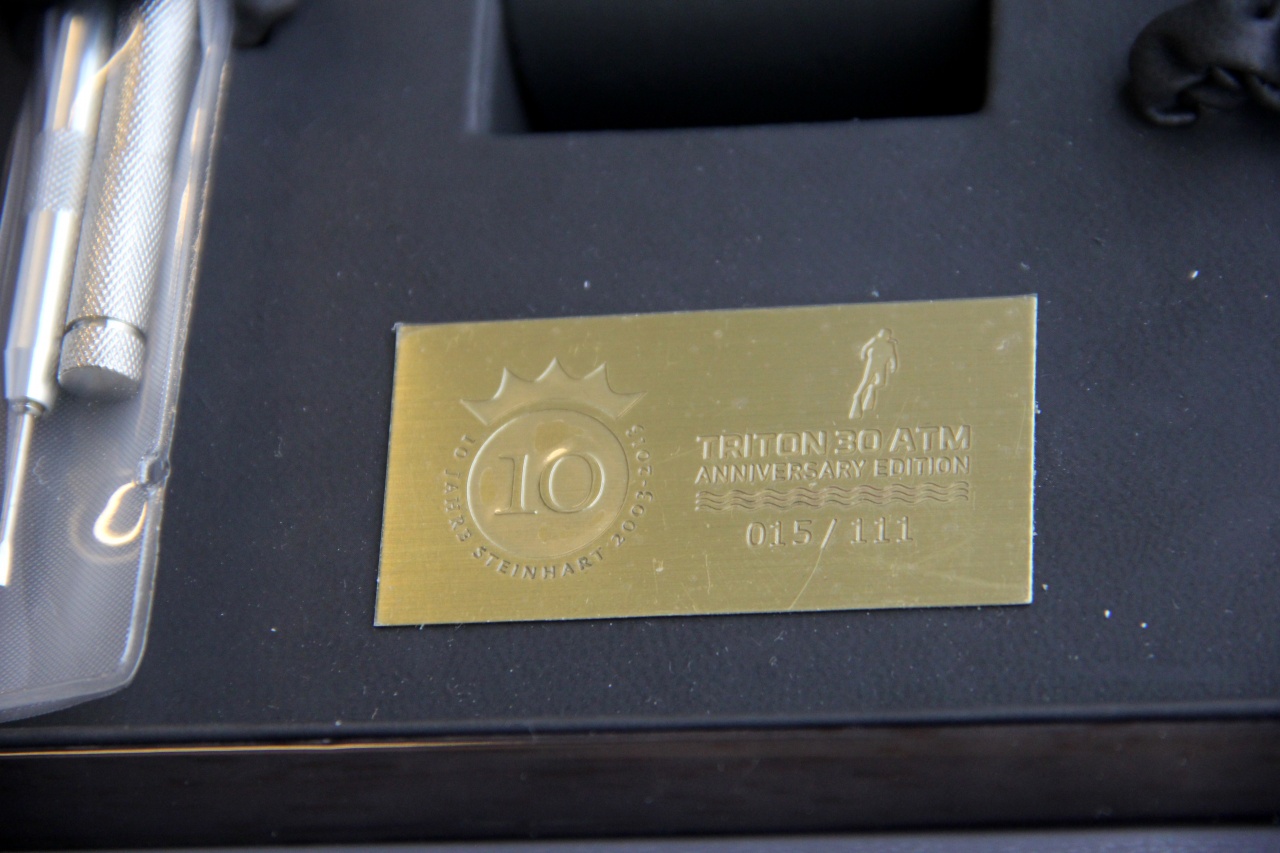 10
10 JAHRE STEINHART 2003-2013
TRITON 30 ATM
ANNIVERSARY EDITION
015 / 111